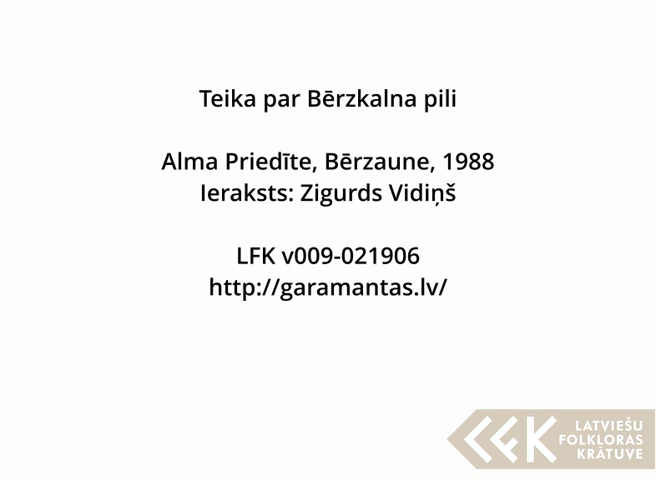 Teika par Bērzkalna pili
Alma Priedīte, Bērzaune, 1988
Ieraksts: Zigurds Vidiņš
LFK v009-021906
http://garamantas.lv/
LFK
LATVIEŠU
FOLKLORAS
KRĀTUVE